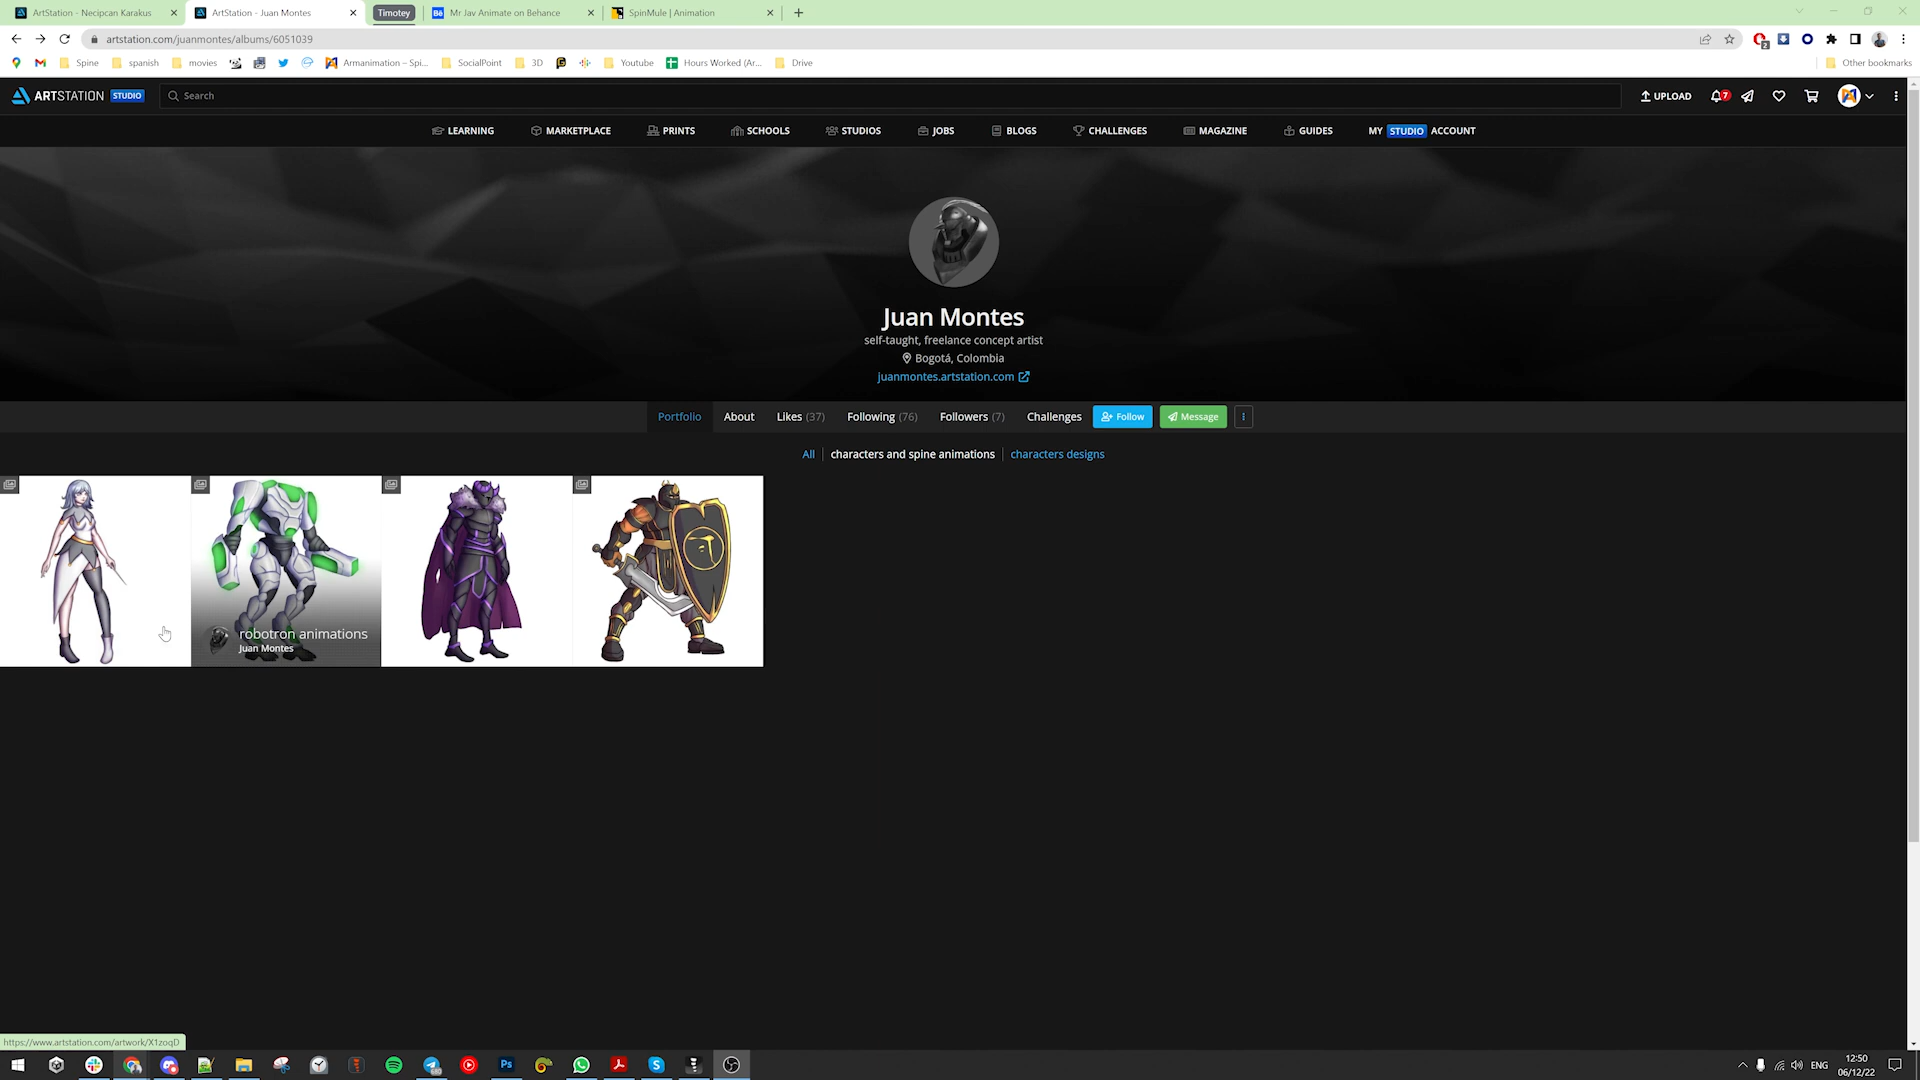 ArtStation - Necipcan Karakus
ArtStation - Juan Montes
Timotey
Bē Mr Jav Animate on Behance
SpinMule | Animation
artstation.com/juanmontes/albums/6051039
2
Spine
spanish
movies
Armanimation – Spi...
SocialPoint
3D
Youtube
Hours Worked (Ar...
Drive
Other bookmarks
ARTSTATION STUDIO
Search
UPLOAD
7
LEARNING
MARKETPLACE
PRINTS
SCHOOLS
STUDIOS
JOBS
BLOGS
CHALLENGES
MAGAZINE
GUIDES
MY STUDIO ACCOUNT
Juan Montes
self-taught, freelance concept artist
Bogotá, Colombia
juanmontes.artstation.com
Portfolio
About
Likes (37)
Following (76)
Followers (7)
Challenges
Follow
Message
All
characters and spine animations
characters designs
robotron animations
Juan Montes
https://www.artstation.com/artwork/X1zoqD
Ps
ENG
12:50
06/12/22